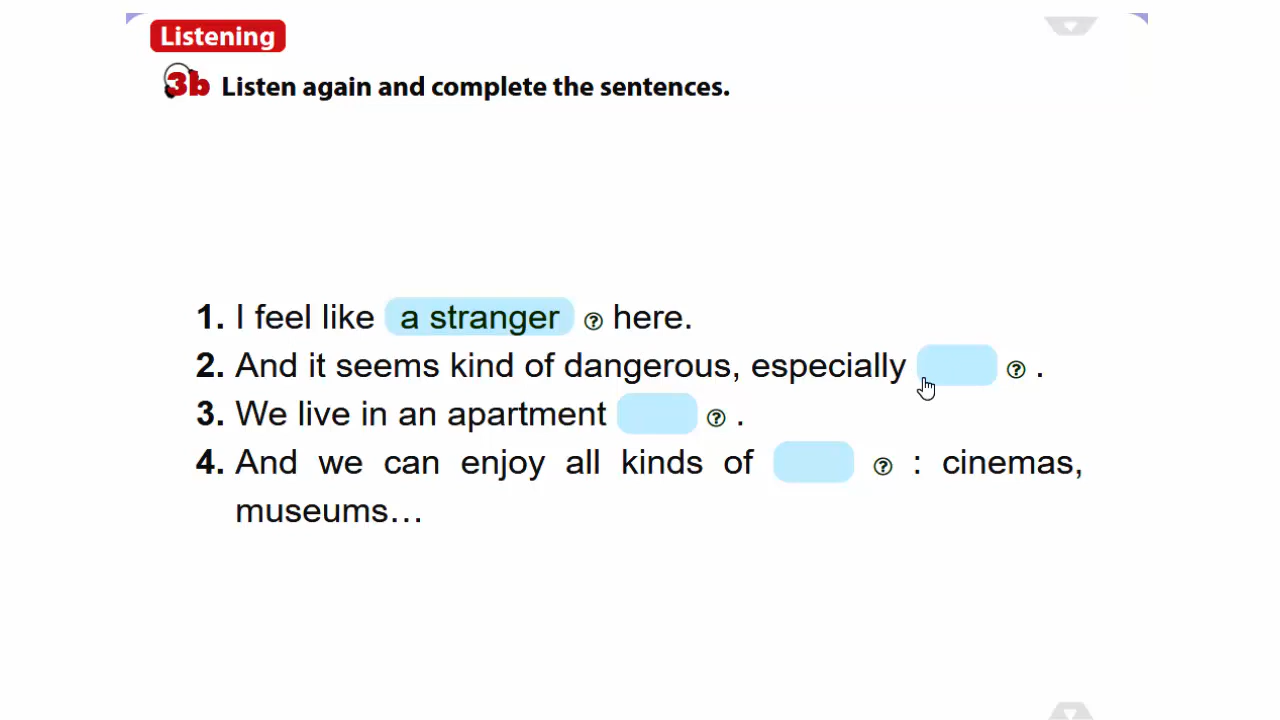 Listening
3b Listen again and complete the sentences.
1. I feel like a stranger ? here.
2. And it seems kind of dangerous, especially ? .
3. We live in an apartment ? .
4. And we can enjoy all kinds of ? : cinemas,
museums…